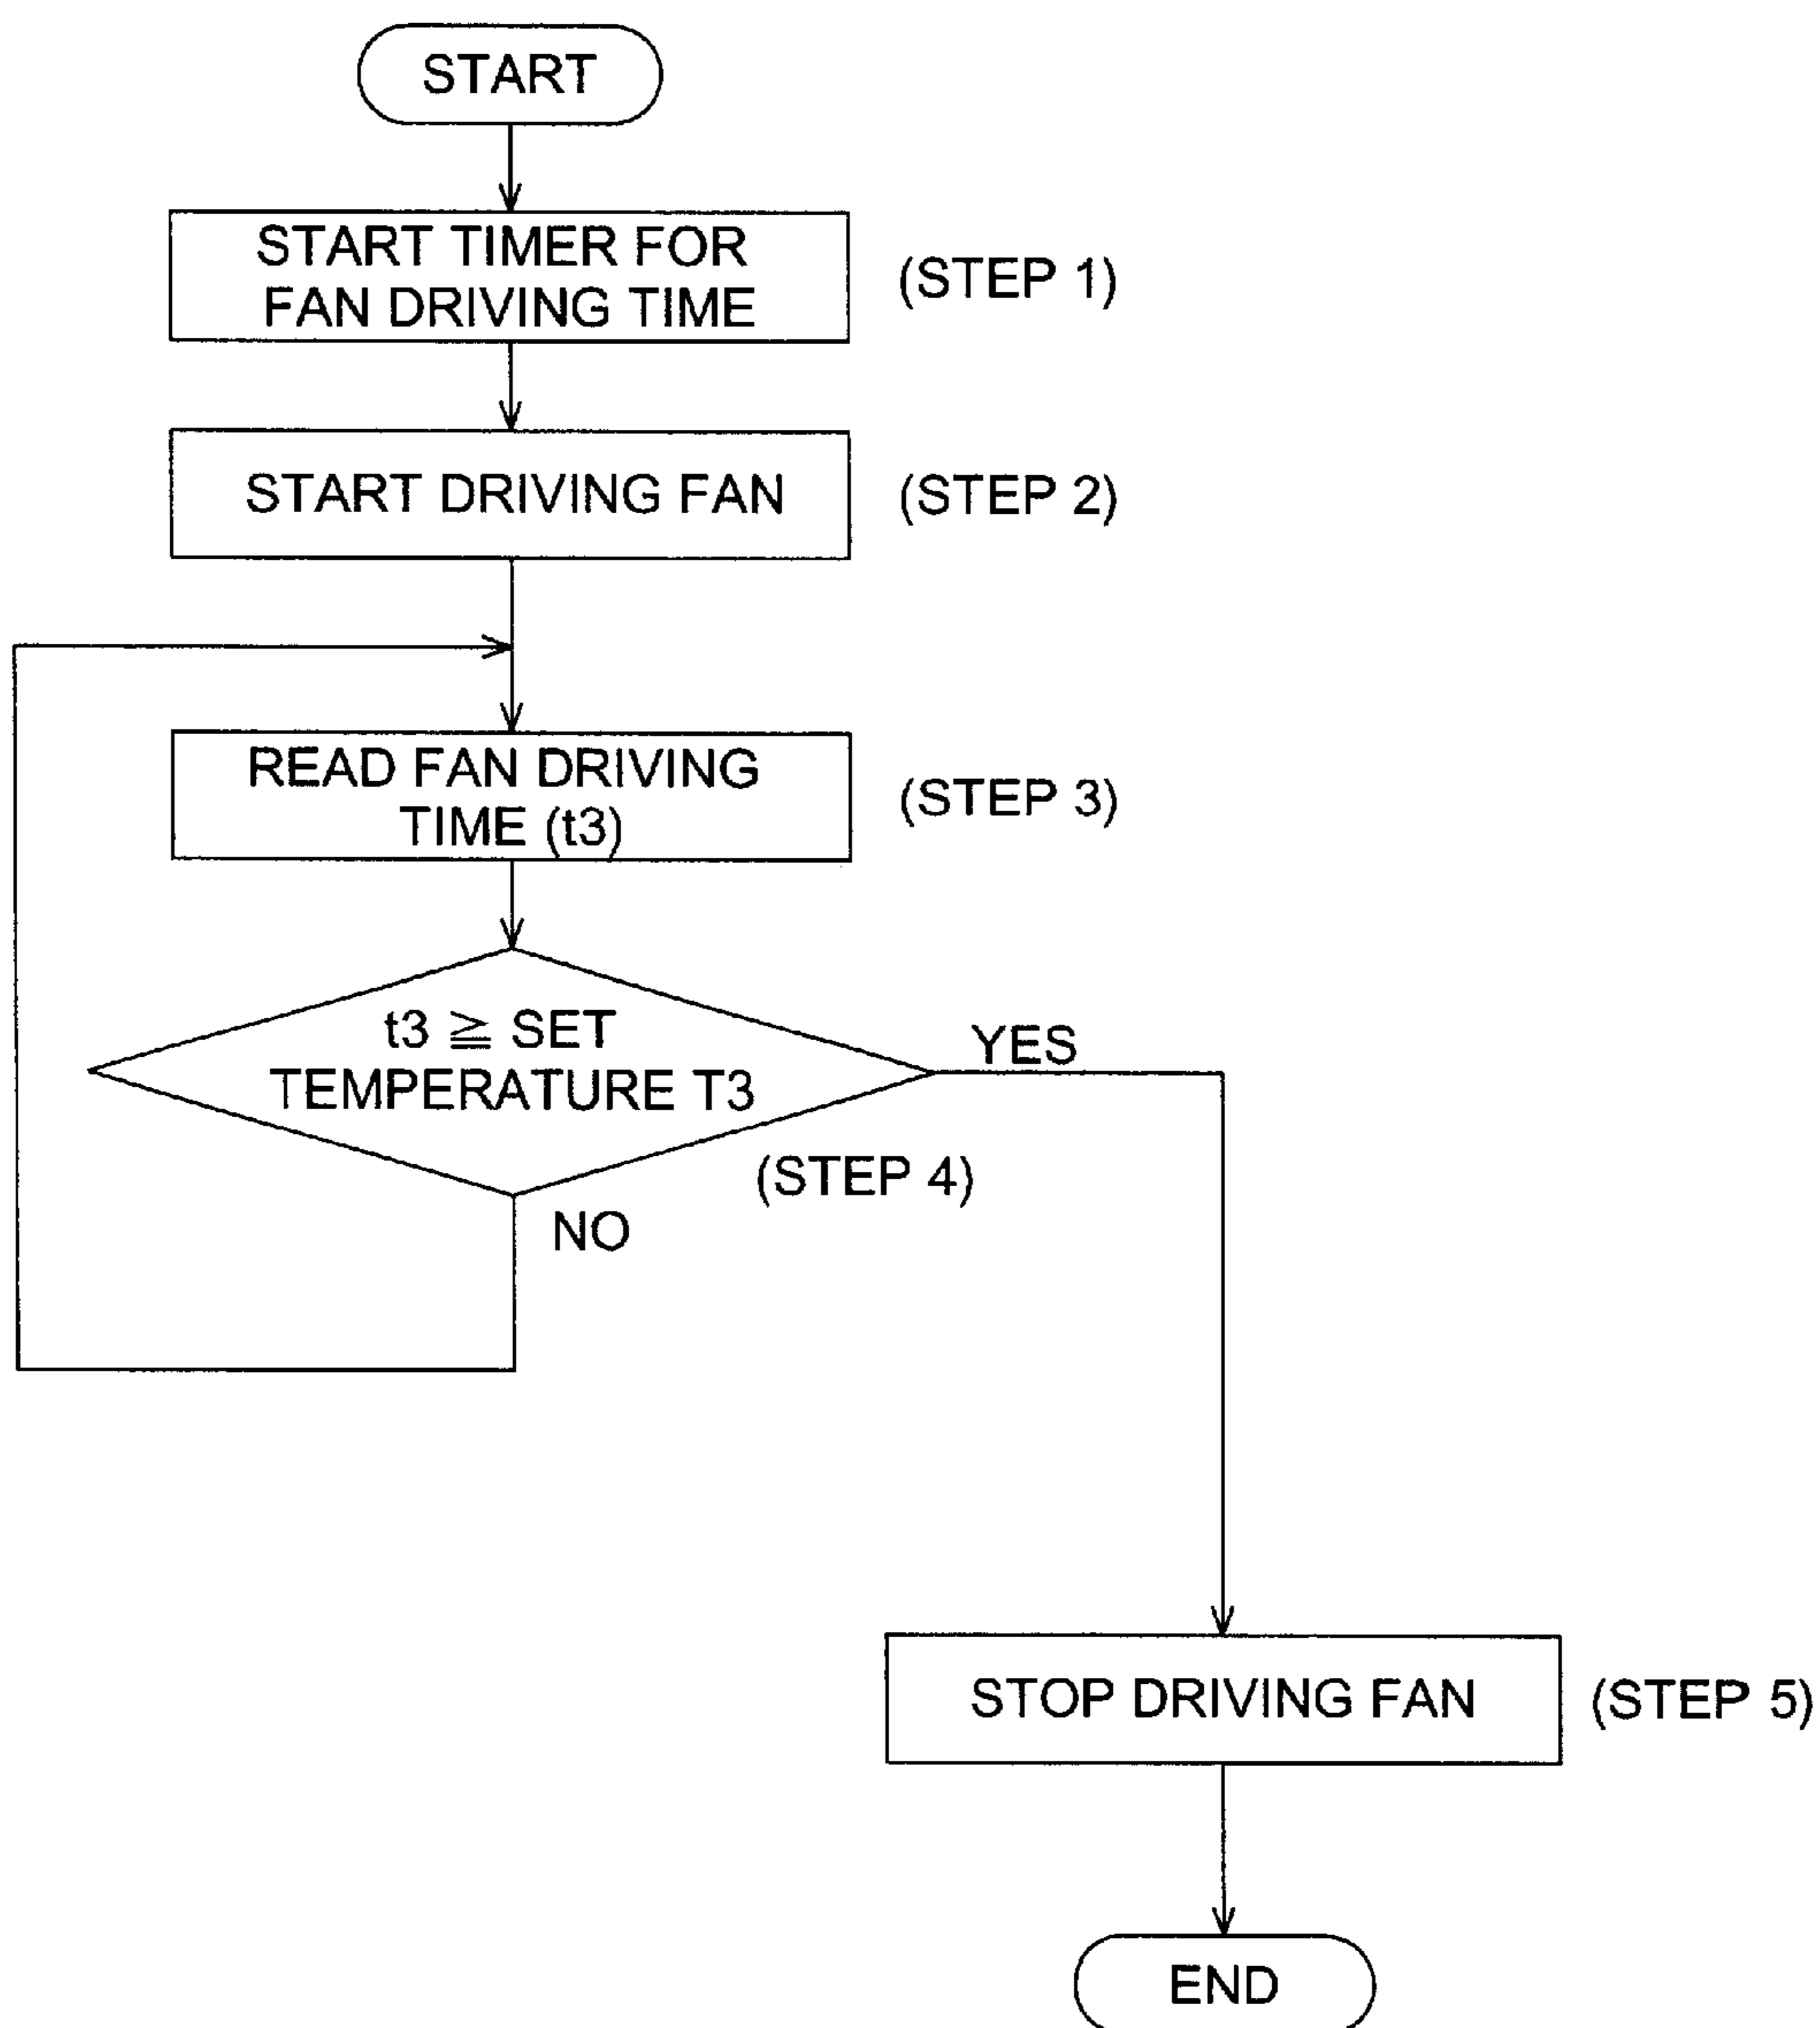 START
START TIMER FOR
FAN DRIVING TIME
(STEP 1)
START DRIVING FAN
(STEP 2)
READ FAN DRIVING
TIME (t3)
(STEP 3)
t3 ≧ SET
TEMPERATURE T3
YES
(STEP 4)
NO
STOP DRIVING FAN
(STEP 5)
END